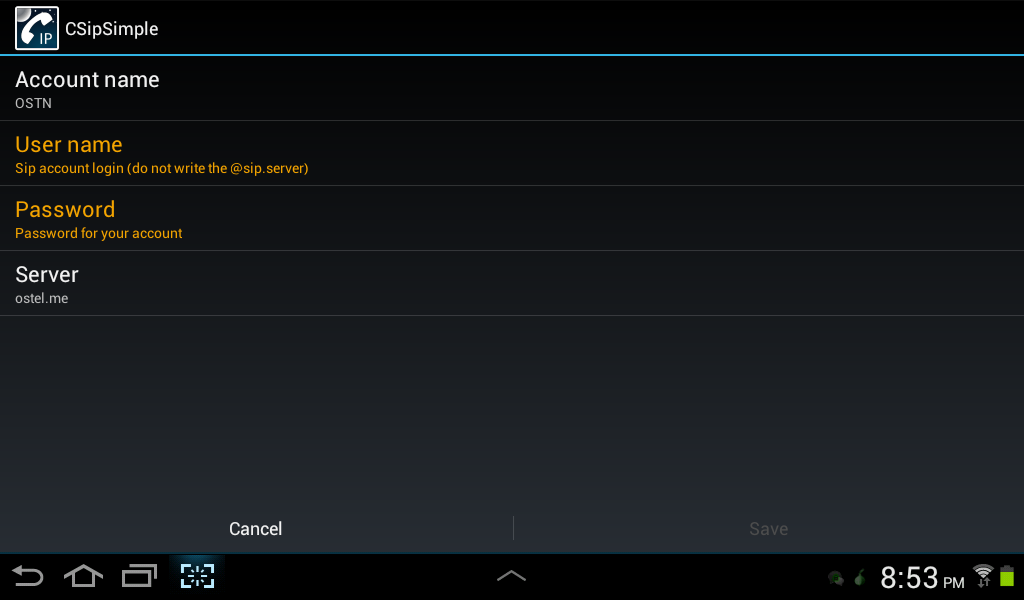 IP CSipSimple
Account name
OSTN
User name
Sip account login (do not write the @sip.server)
Password
Password for your account
Server
ostel.me
Cancel Save
8:53 PM